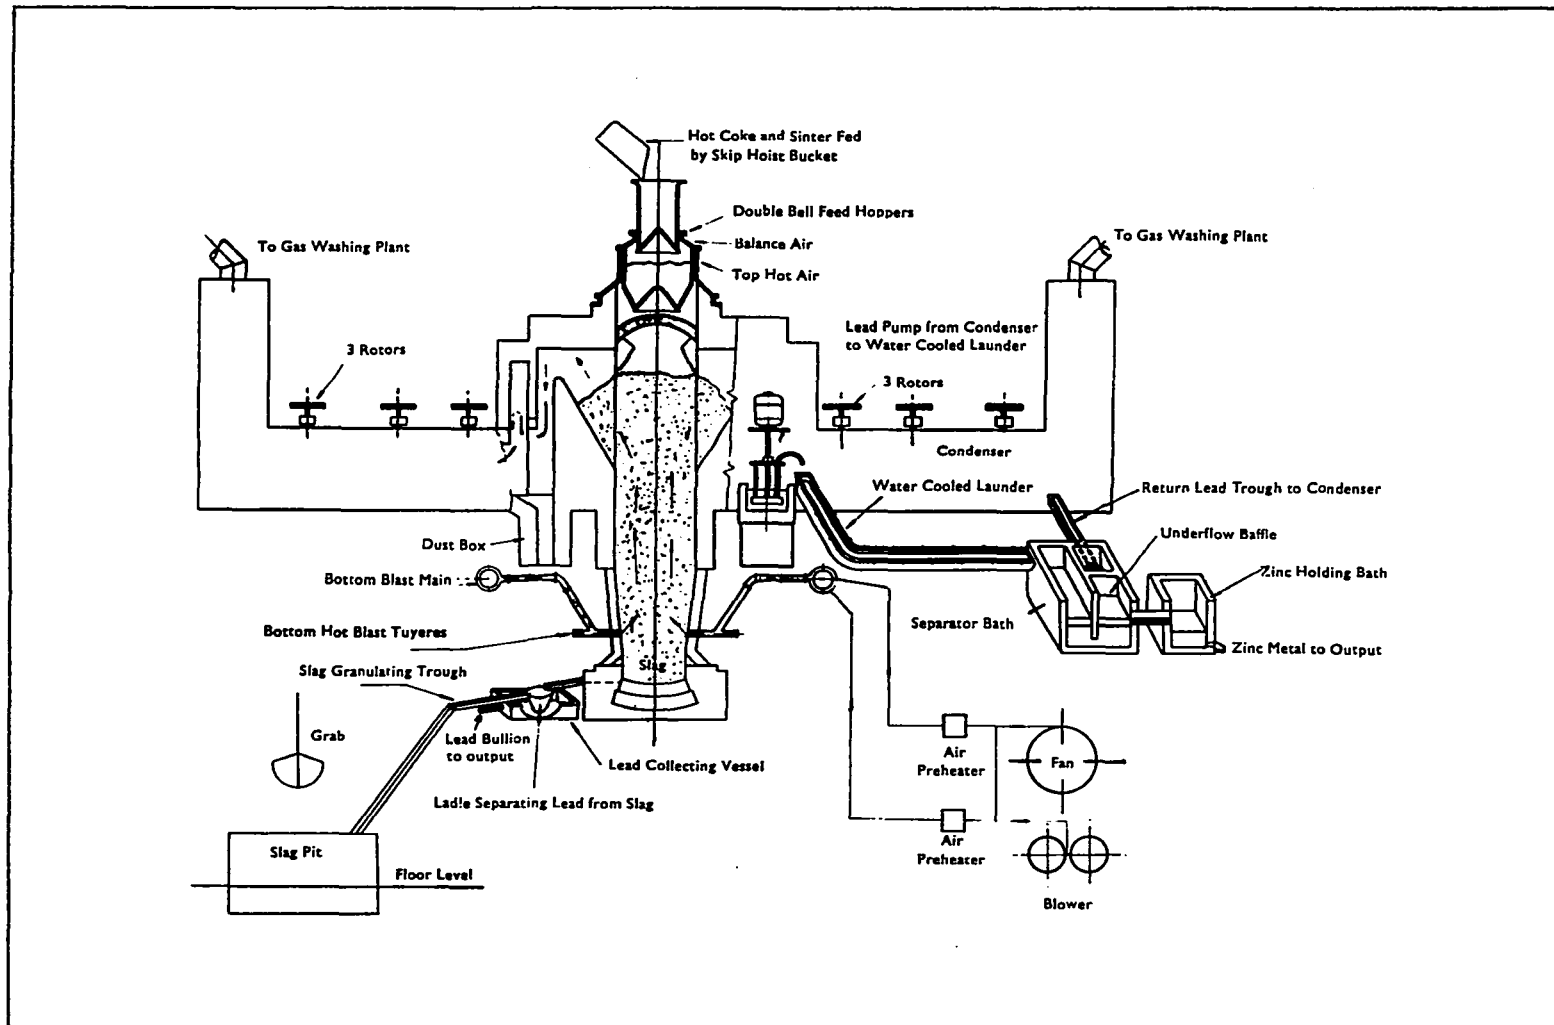 Hot Coke and Sinter Fed
by Skip Hoist Bucket
Double Bell Feed Hoppers
Balance Air
Top Hot Air
To Gas Washing Plant
To Gas Washing Plant
Lead Pump from Condenser
to Water Cooled Launder
3 Rotors
3 Rotors
Condenser
Water Cooled Launder
Return Lead Trough to Condenser
Underflow Baffle
Zinc Holding Bath
Dust Box
Bottom Blast Main
Separator Bath
Bottom Hot Blast Tuyeres
Zinc Metal to Output
Slag
Slag Granulating Trough
Grab
Lead Bullion
to output
Lead Collecting Vessel
Ladle Separating Lead from Slag
Air
Preheater
Fan
Slag Pit
Air
Preheater
Floor Level
Blower